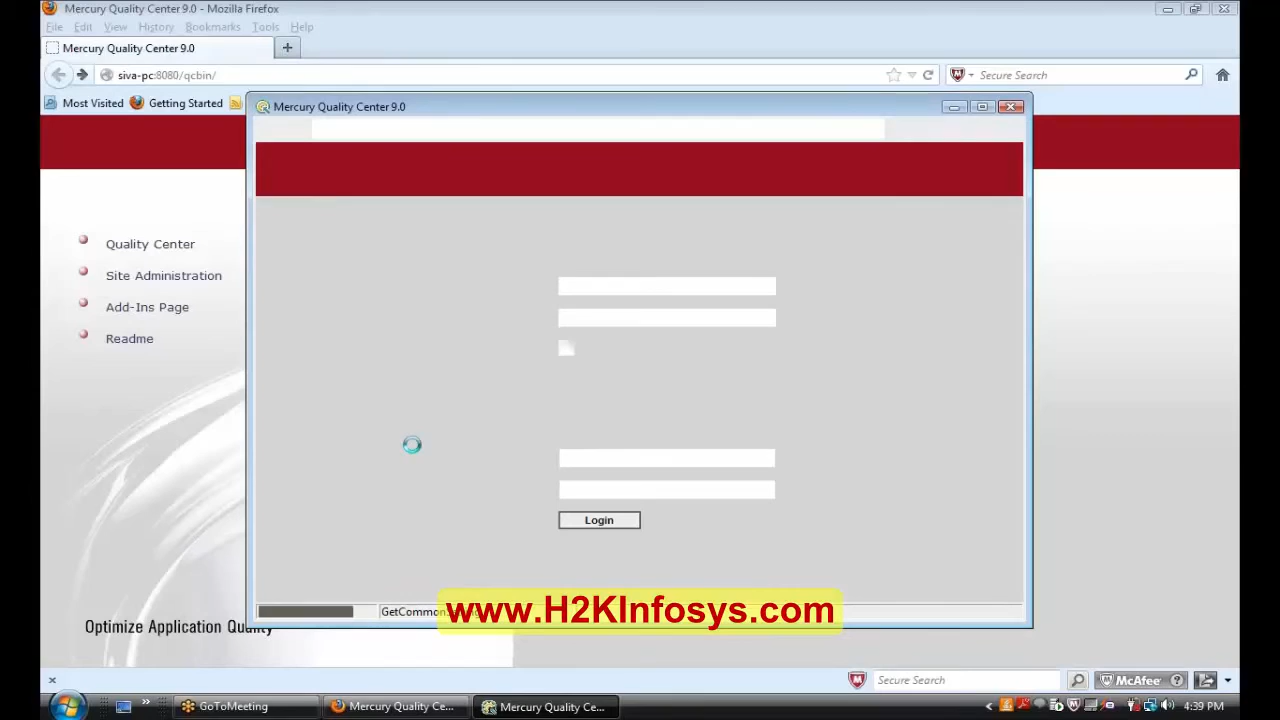 Mercury Quality Center 9.0 - Mozilla Firefox
File Edit View History Bookmarks Tools Help
Mercury Quality Center 9.0
siva-pc:8080/qcbin/
Secure Search
Most Visited Getting Started
Mercury Quality Center 9.0
Quality Center
Site Administration
Add-Ins Page
Readme
Login
GetCommon
www.H2KInfosys.com
Optimize Application Quality
Secure Search
McAfee
GoToMeeting
Mercury Quality Ce...
Mercury Quality Ce...
4:39 PM